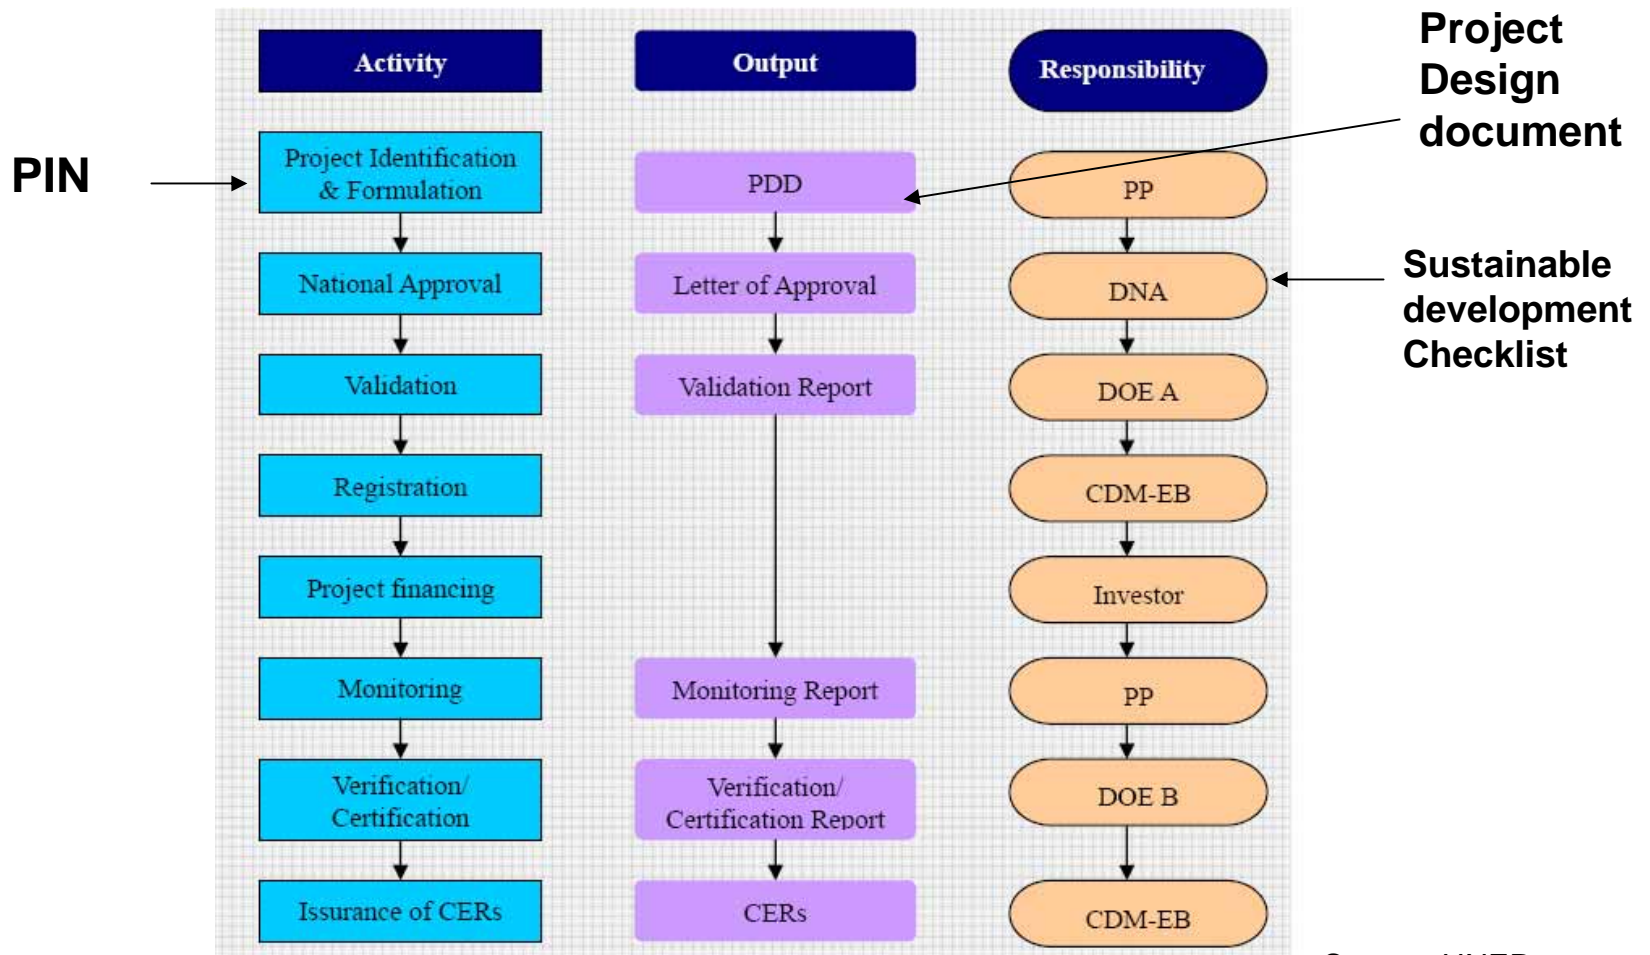 Project
Design
document
Activity
Output
Responsibility
PIN
Project Identification
& Formulation
PDD
PP
National Approval
Letter of Approval
DNA
Sustainable
development
Checklist
Validation
Validation Report
DOE A
Registration
CDM-EB
Project financing
Investor
Monitoring
Monitoring Report
PP
Verification/
Certification
Verification/
Certification Report
DOE B
Issurance of CERs
CERs
CDM-EB